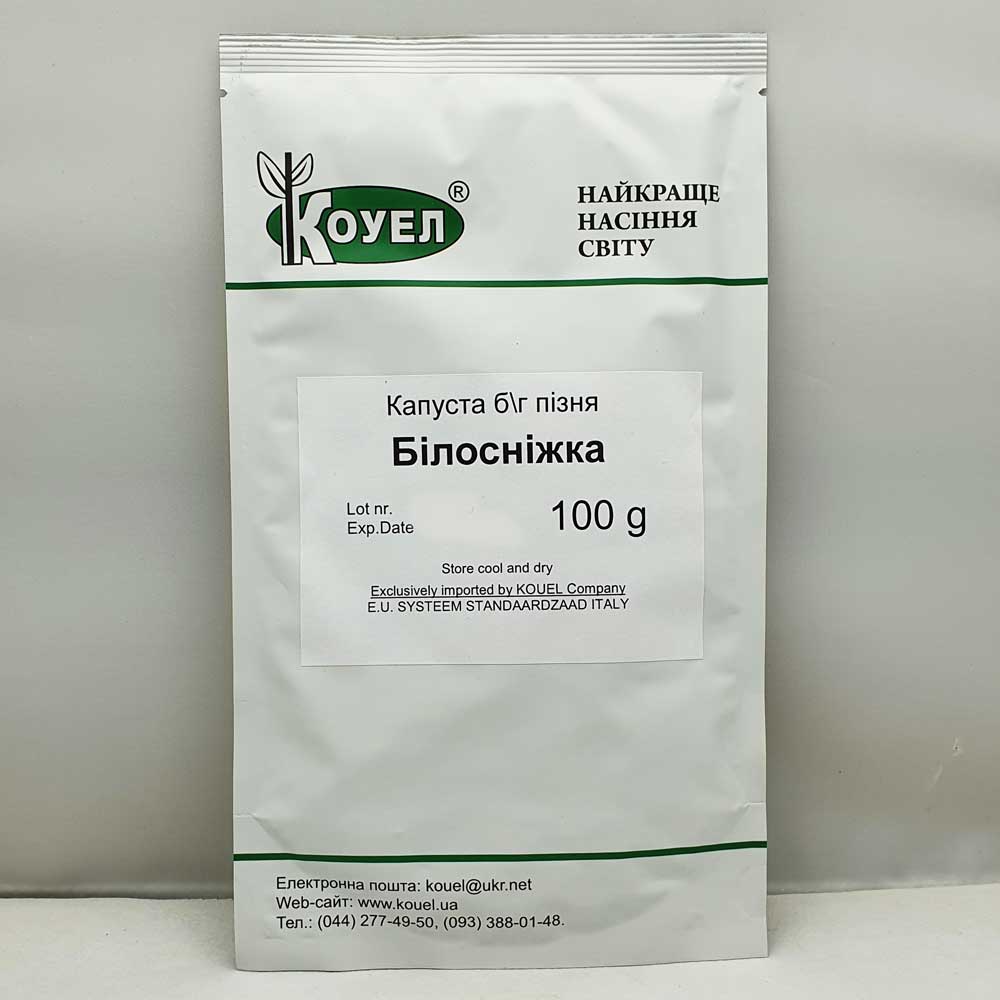 КОУЕЛ ®
НАЙКРАЩЕ
НАСІННЯ
СВІТУ
Капуста б\г пізня
Білосніжка
Lot nr.
Exp.Date
100 g
Store cool and dry
Exclusively imported by KOUEL Company
E.U. SYSTEEM STANDAARDZAAD ITALY
Електронна пошта: kouel@ukr.net
Web-сайт: www.kouel.ua
Тел.: (044) 277-49-50, (093) 388-01-48.